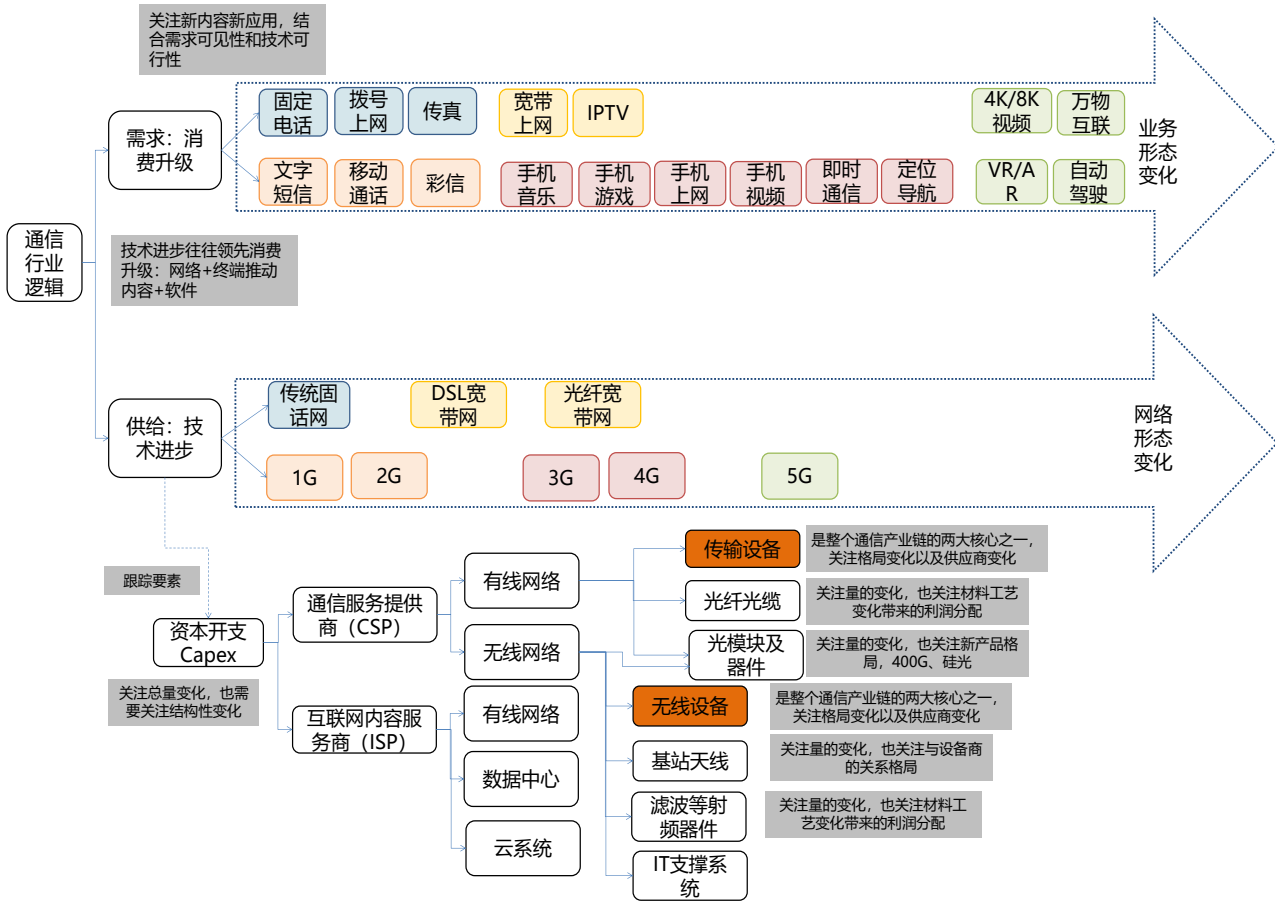 关注新内容新应用，结
合需求可见性和技术可
行性
固定
电话
拨号
上网
传真
宽带
上网
IPTV
4K/8K
视频
万物
互联
需求：消
费升级
业务
形态
变化
文字
短信
移动
通话
彩信
手机
音乐
手机
游戏
手机
上网
手机
视频
即时
通信
定位
导航
VR/A
R
自动
驾驶
通信
行业
逻辑
技术进步往往领先消费
升级：网络+终端推动
内容+软件
传统固
话网
DSL宽
带网
光纤宽
带网
供给：技
术进步
网络
形态
变化
1G
2G
3G
4G
5G
跟踪要素
资本开支
Capex
关注总量变化，也需
要关注结构性变化
通信服务提供
商（CSP）
互联网内容服
务商（ISP）
有线网络
无线网络
有线网络
数据中心
云系统
传输设备
是整个通信产业链的两大核心之一，
关注格局变化以及供应商变化
光纤光缆
关注量的变化，也关注材料工艺
变化带来的利润分配
光模块及
器件
关注量的变化，也关注新产品格
局，400G、硅光
无线设备
是整个通信产业链的两大核心之一，
关注格局变化以及供应商变化
基站天线
关注量的变化，也关注与设备商
的关系格局
滤波等射
频器件
关注量的变化，也关注材料工
艺变化带来的利润分配
IT支撑系
统